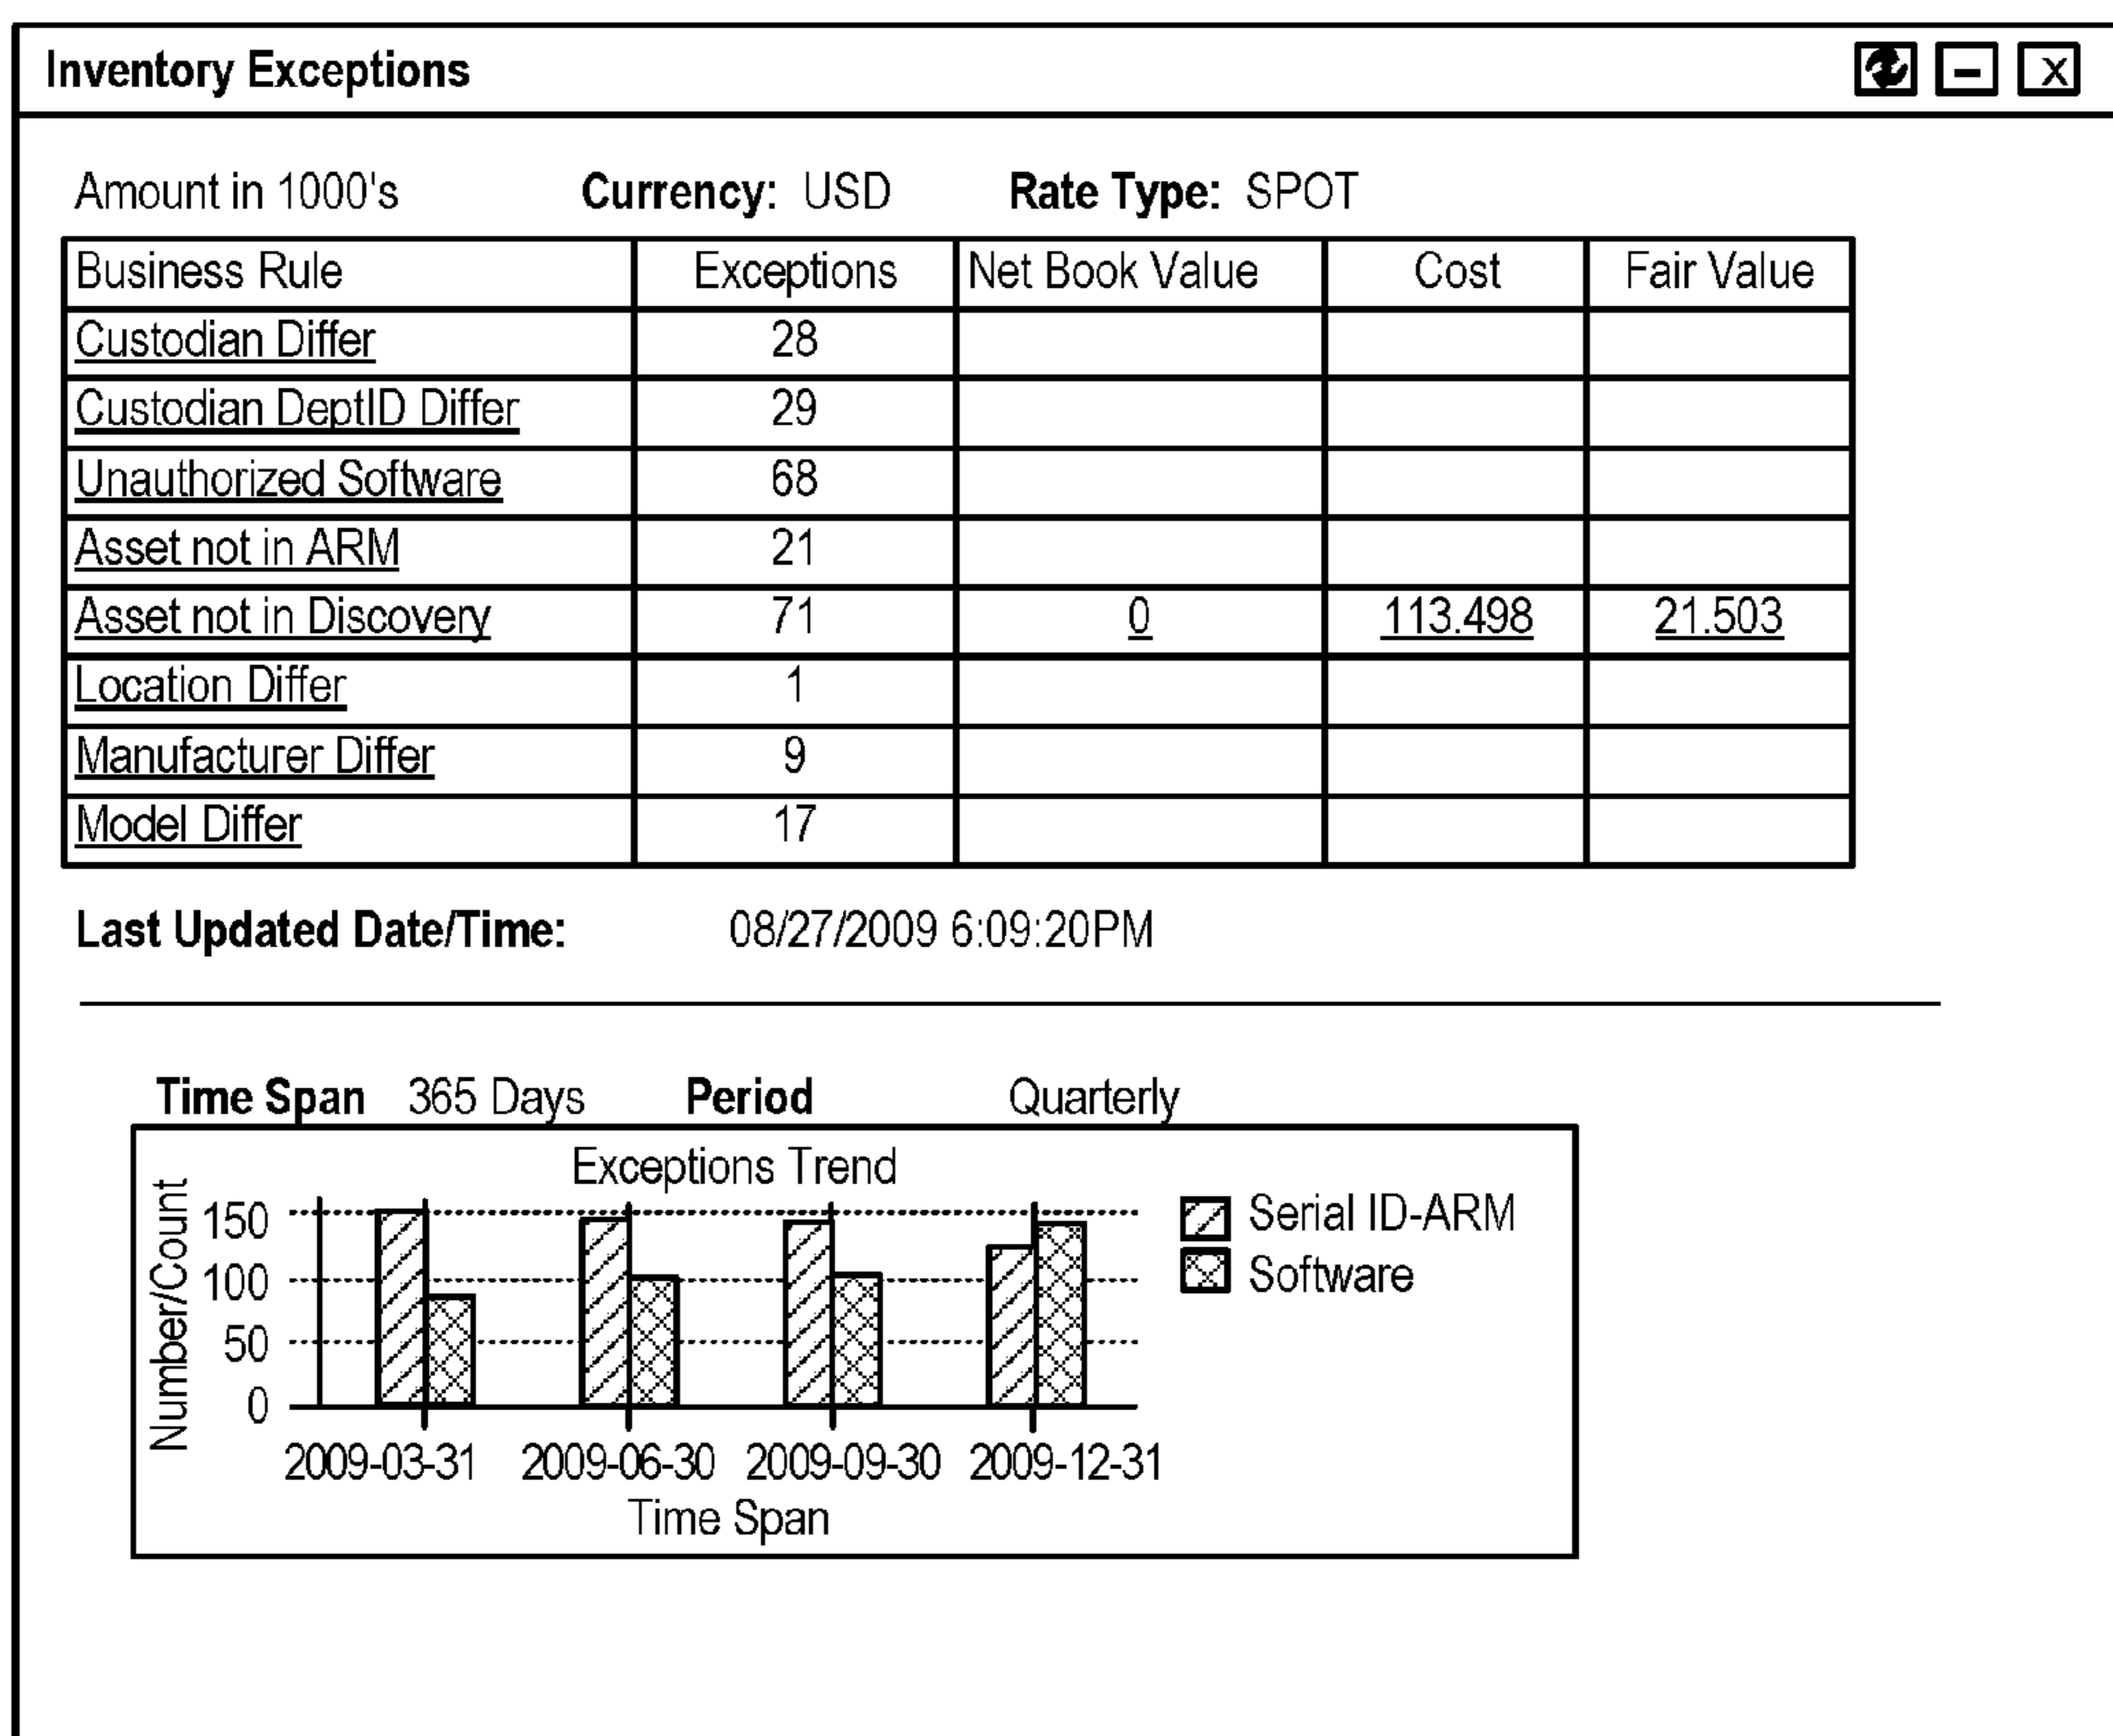 Inventory Exceptions X
Amount in 1000's Currency: USD Rate Type: SPOT
Business Rule Exceptions Net Book Value Cost Fair Value
Custodian Differ 28
Custodian DeptID Differ 29
Unauthorized Software 68
Asset not in ARM 21
Asset not in Discovery 71 0 113.498 21.503
Location Differ 1
Manufacturer Differ 9
Model Differ 17
Last Updated Date/Time: 08/27/2009 6:09:20PM
Time Span 365 Days Period Quarterly
Exceptions Trend
Number/Count
150
100
50
0
2009-03-31 2009-06-30 2009-09-30 2009-12-31
Time Span
Serial ID-ARM
Software